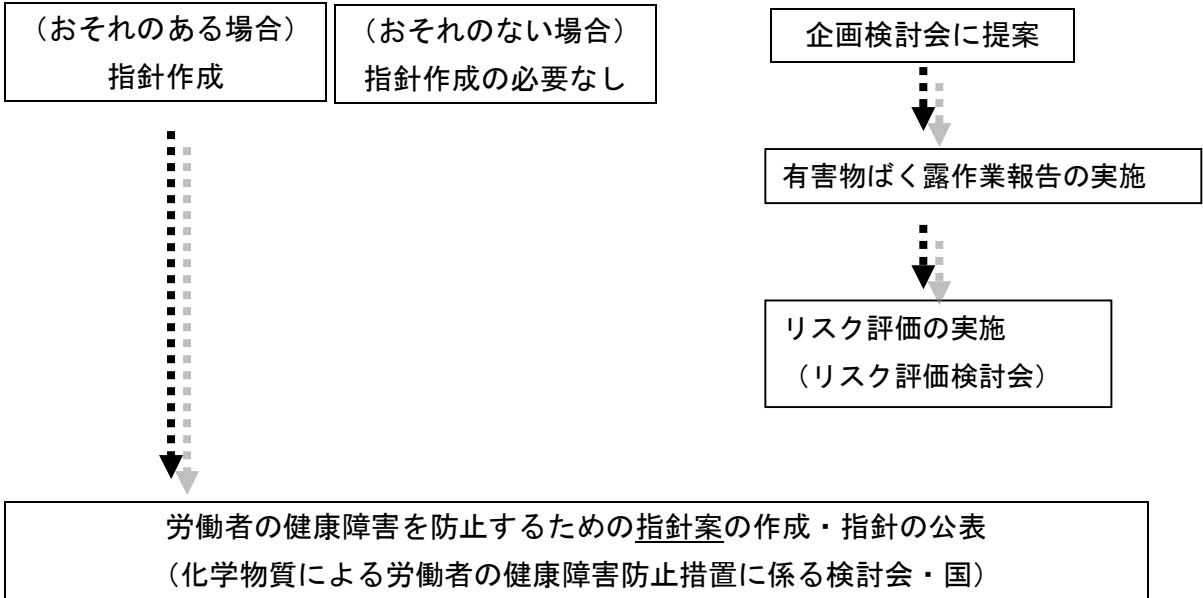 （おそれのある場合）
指針作成
（おそれのない場合）
指針作成の必要なし
企画検討会に提案
有害物ばく露作業報告の実施
リスク評価の実施
（リスク評価検討会）
労働者の健康障害を防止するための指針案の作成・指針の公表
（化学物質による労働者の健康障害防止措置に係る検討会・国）